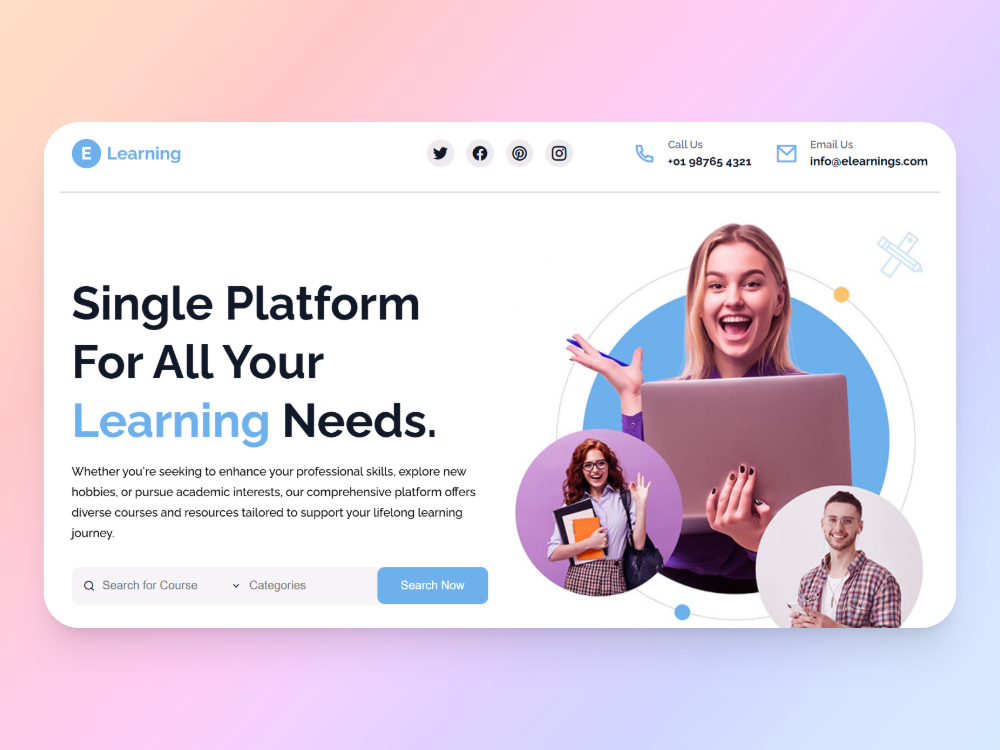 E Learning
Call Us
+01 98765 4321
Email Us
info@elearnings.com
Single Platform
For All Your
Learning Needs.
Whether you're seeking to enhance your professional skills, explore new
hobbies, or pursue academic interests, our comprehensive platform offers
diverse courses and resources tailored to support your lifelong learning
journey.
Search for Course
Categories
Search Now